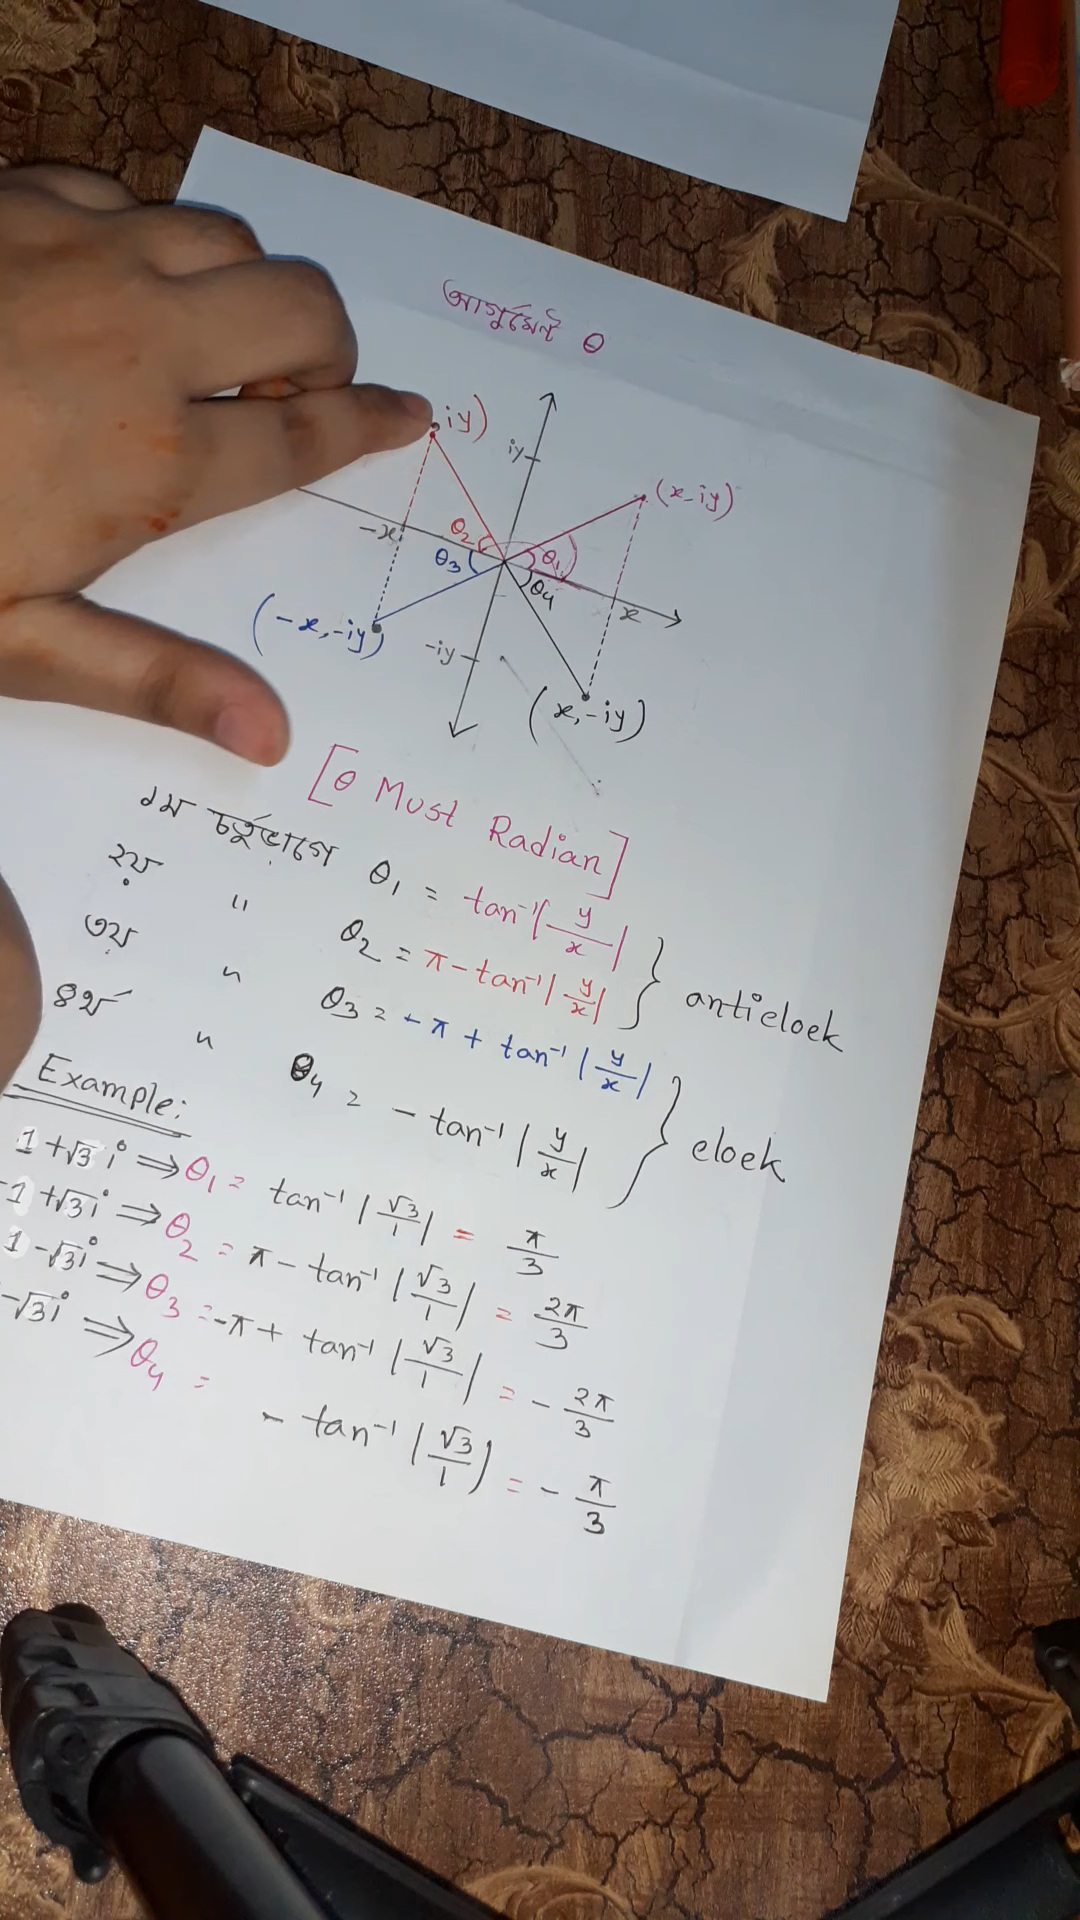 আর্গুমেন্ট θ
iy)
iy
(x-iy)
-x
θ2
θ1
θ3
θ4
x
(-x,-iy)
-iy
(x,-iy)
[θ Must Radian]
১ম চর্তুভাগে θ1 = tan⁻¹|y/x|
২য় " θ2 = π - tan⁻¹|y/x|
} anticlock
৩য় " θ3 = -π + tan⁻¹|y/x|
৪র্থ " θ4 = - tan⁻¹|y/x|
} clock
Example:
1+√3 i ⇒ θ1 = tan⁻¹|√3/1| = π/3
-1 +√3i ⇒ θ2 = π - tan⁻¹|√3/1| = 2π/3
1-√3i ⇒ θ3 = -π + tan⁻¹|√3/1| = - 2π/3
-√3i ⇒ θ4 = - tan⁻¹|√3/1) = - π/3